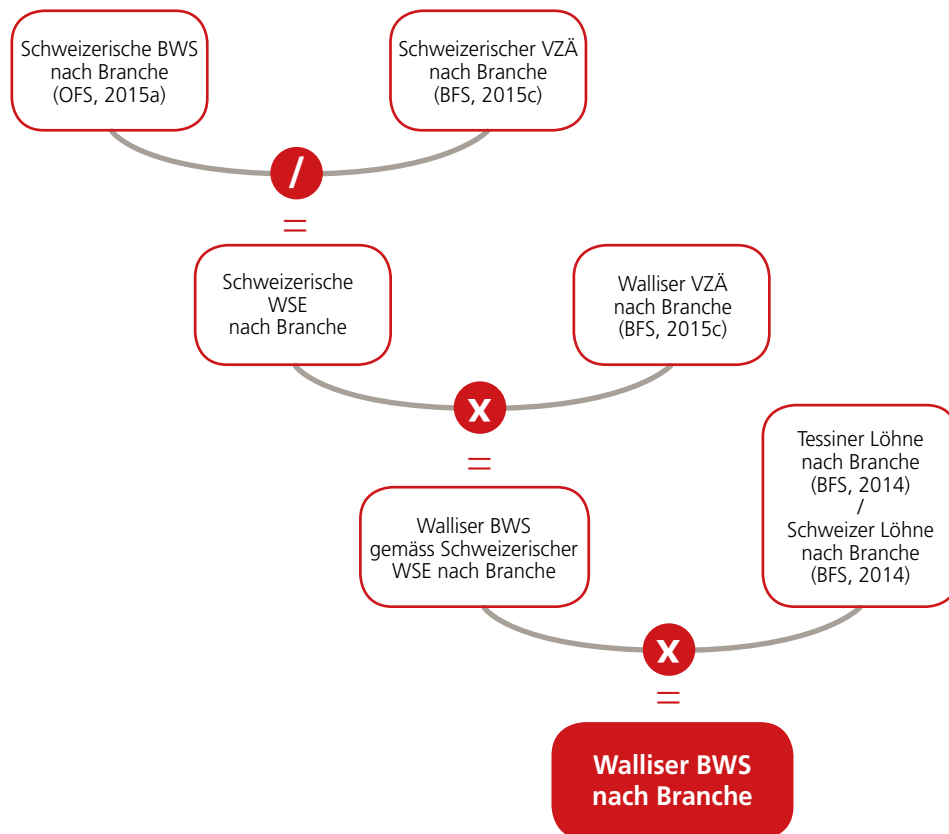 Schweizerische BWS
nach Branche
(OFS, 2015a)
Schweizerischer VZÄ
nach Branche
(BFS, 2015c)
/
=
Schweizerische
WSE
nach Branche
Walliser VZÄ
nach Branche
(BFS, 2015c)
x
=
Walliser BWS
gemäss Schweizerischer
WSE nach Branche
Tessiner Löhne
nach Branche
(BFS, 2014)
/
Schweizer Löhne
nach Branche
(BFS, 2014)
x
=
Walliser BWS
nach Branche